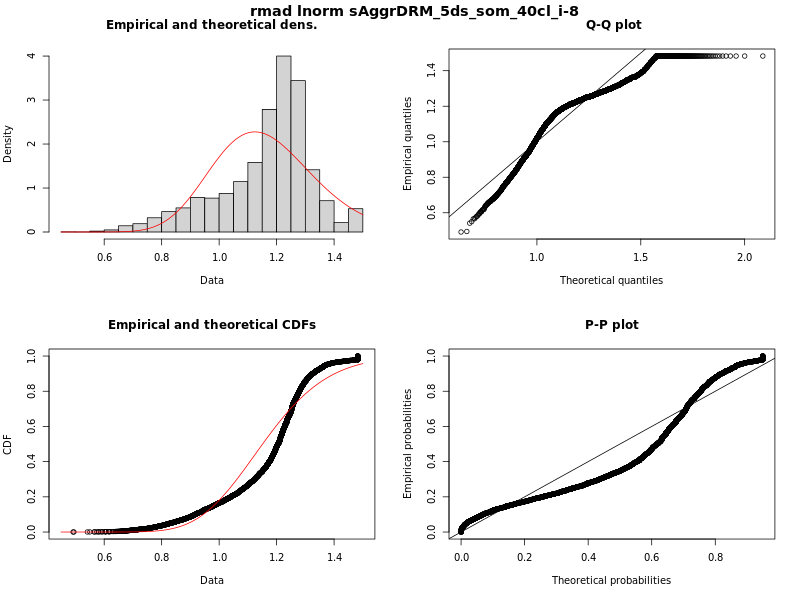 rmad lnorm sAggrDRM_5ds_som_40cl_i-8
Empirical and theoretical dens.
Density
0 1 2 3 4
0.6 0.8 1.0 1.2 1.4
Data
Q-Q plot
Empirical quantiles
0.6 0.8 1.0 1.2 1.4
1.0 1.5 2.0
Theoretical quantiles
Empirical and theoretical CDFs
CDF
0.0 0.2 0.4 0.6 0.8 1.0
0.6 0.8 1.0 1.2 1.4
Data
P-P plot
Empirical probabilities
0.0 0.2 0.4 0.6 0.8 1.0
0.0 0.2 0.4 0.6 0.8
Theoretical probabilities